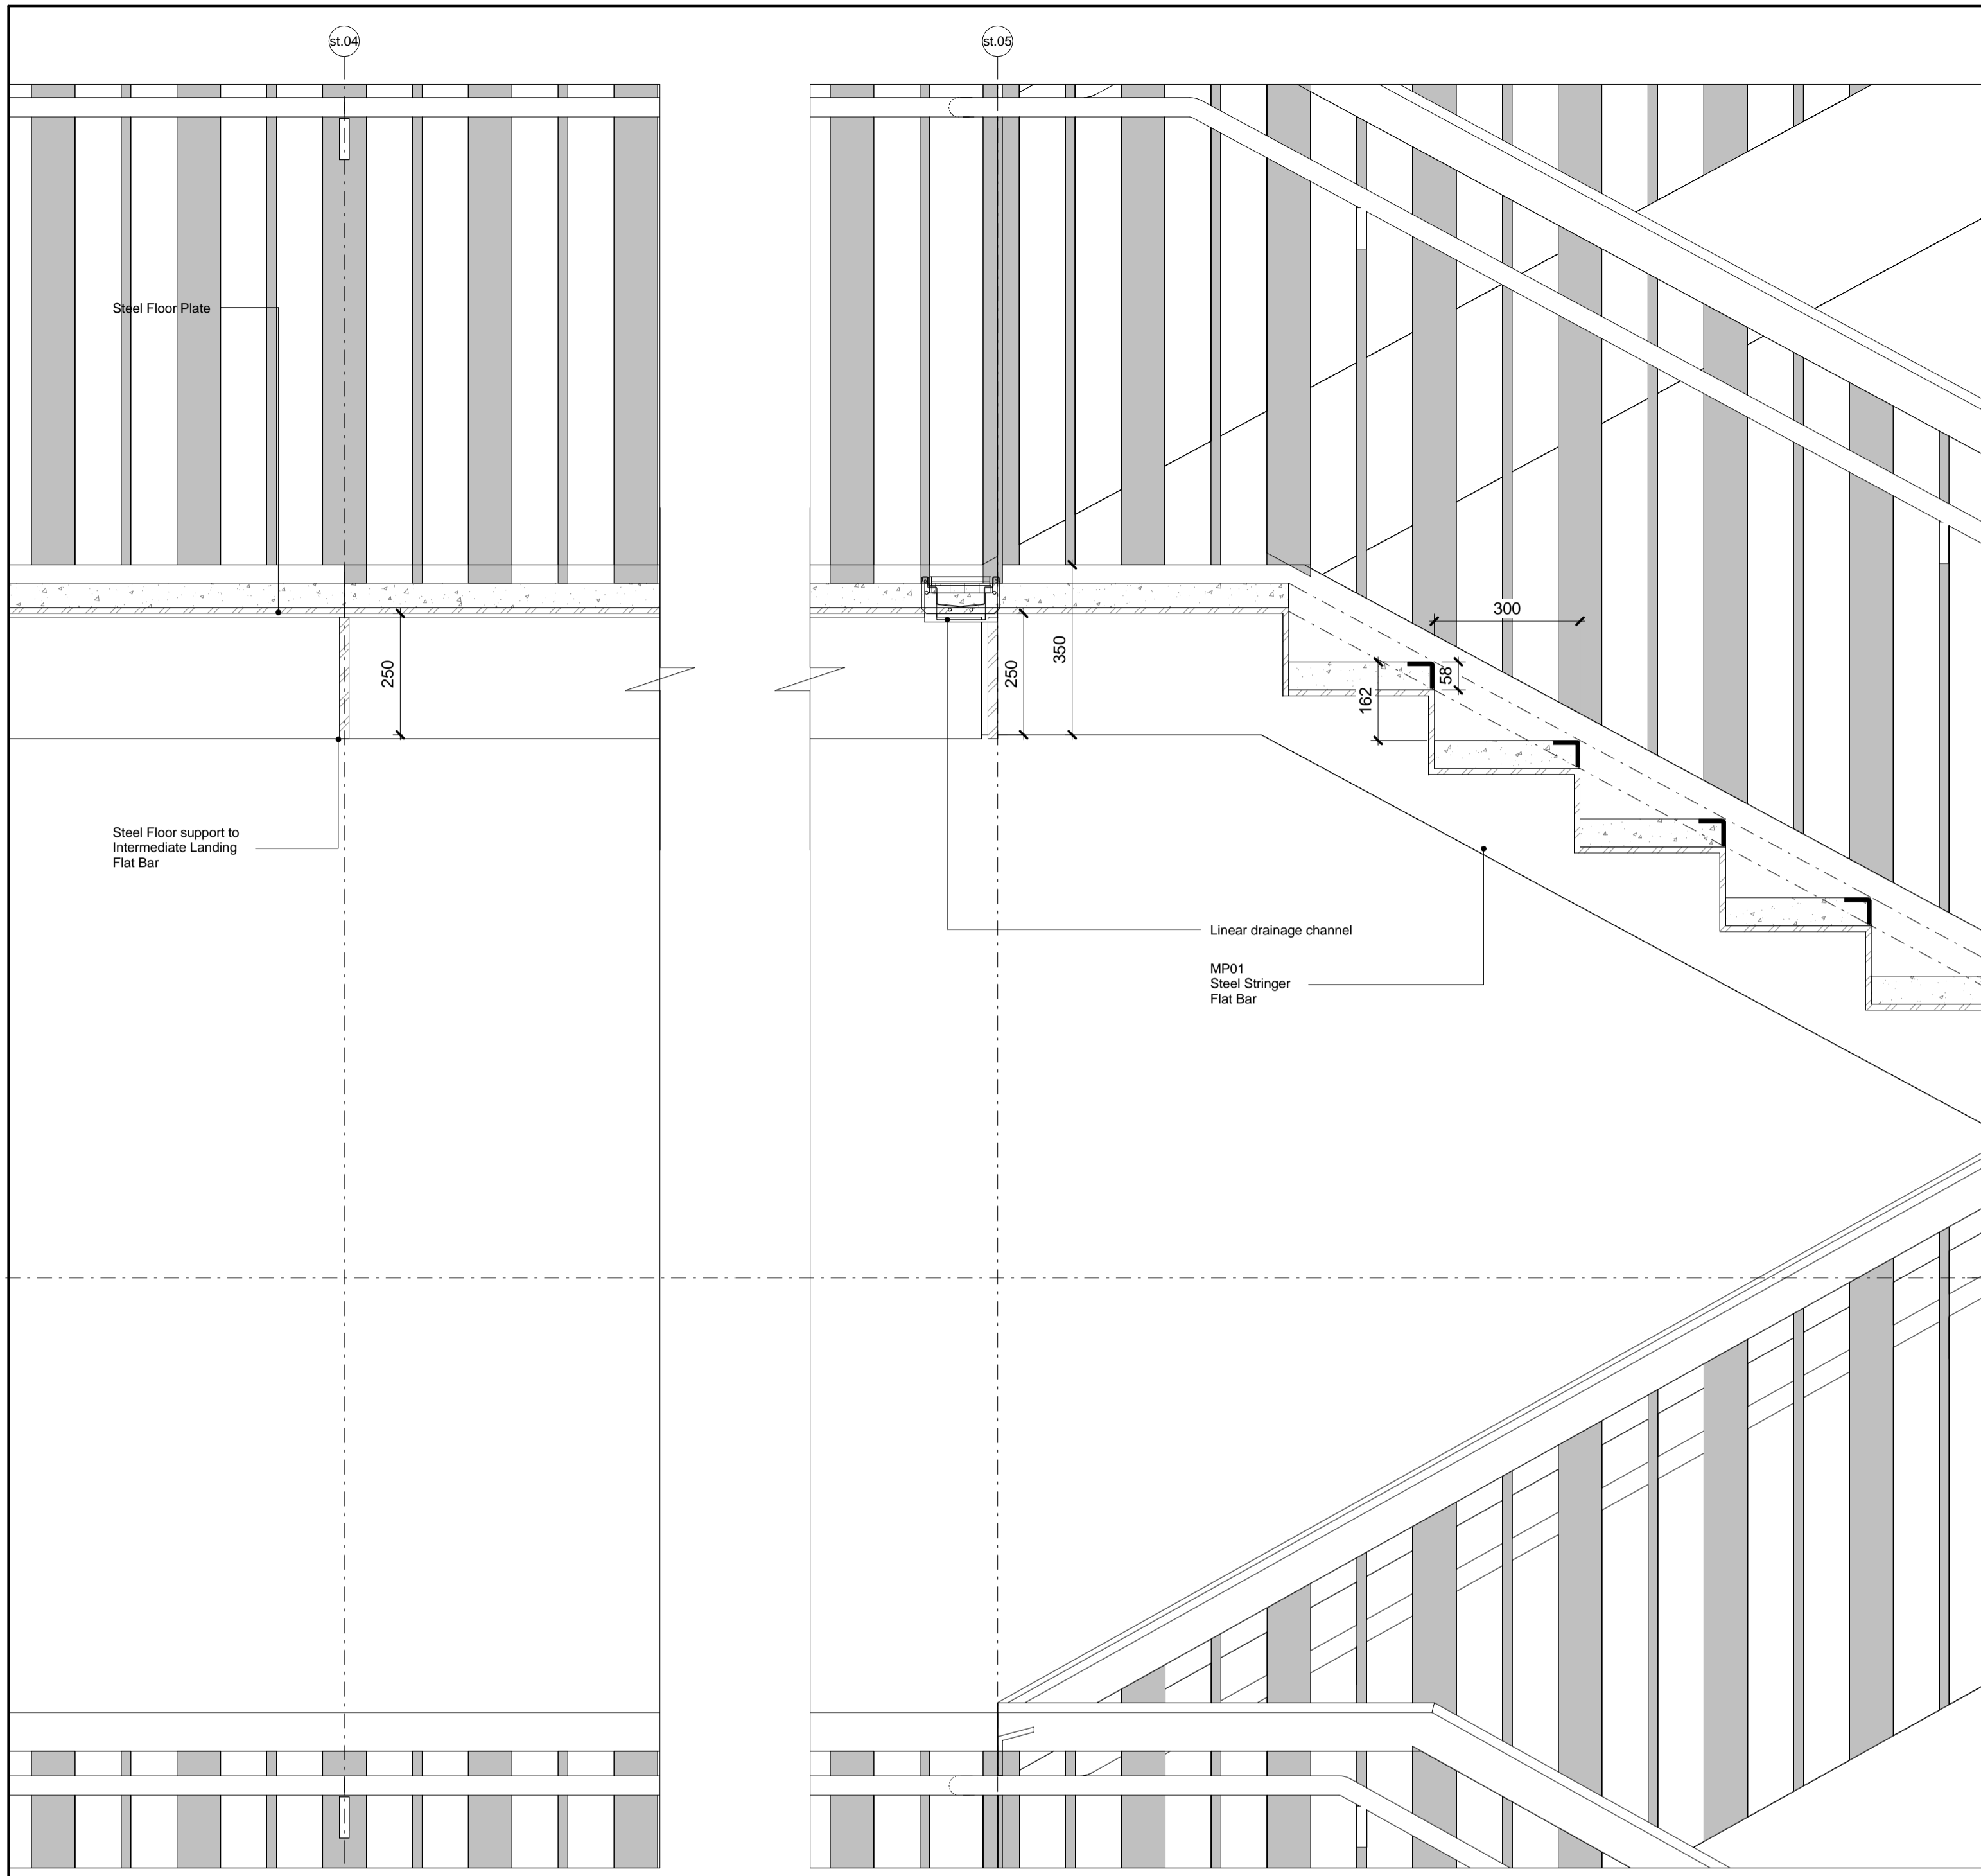 st.04
st.05
Steel Floor Plate
300
250
250
350
162
58
Steel Floor support to
Intermediate Landing
Flat Bar
Linear drainage channel
MP01
Steel Stringer
Flat Bar